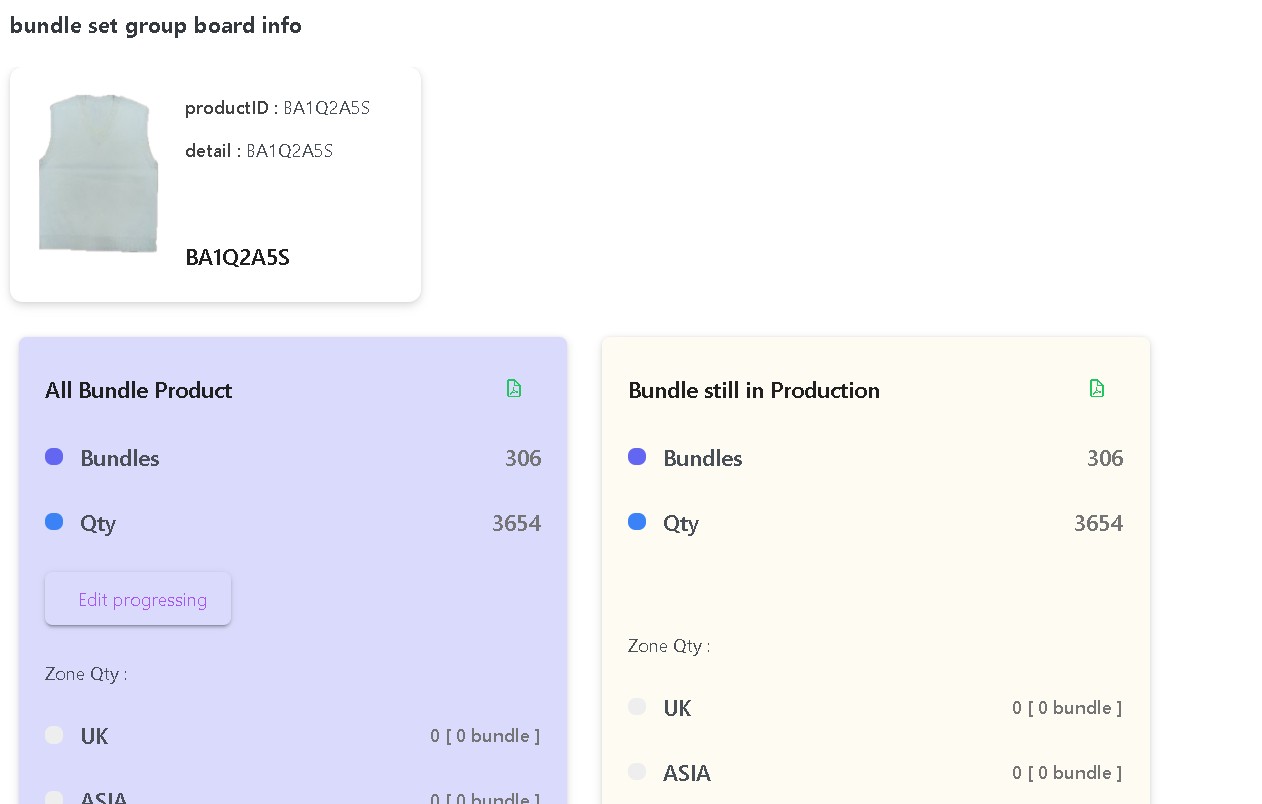 bundle set group board info
productID : BA1Q2A5S
detail : BA1Q2A5S
BA1Q2A5S
All Bundle Product
Bundles 306
Qty 3654
Edit progressing
Zone Qty :
UK 0 [ 0 bundle ]
ASIA 0 [ 0 bundle ]
Bundle still in Production
Bundles 306
Qty 3654
Zone Qty :
UK 0 [ 0 bundle ]
ASIA 0 [ 0 bundle ]